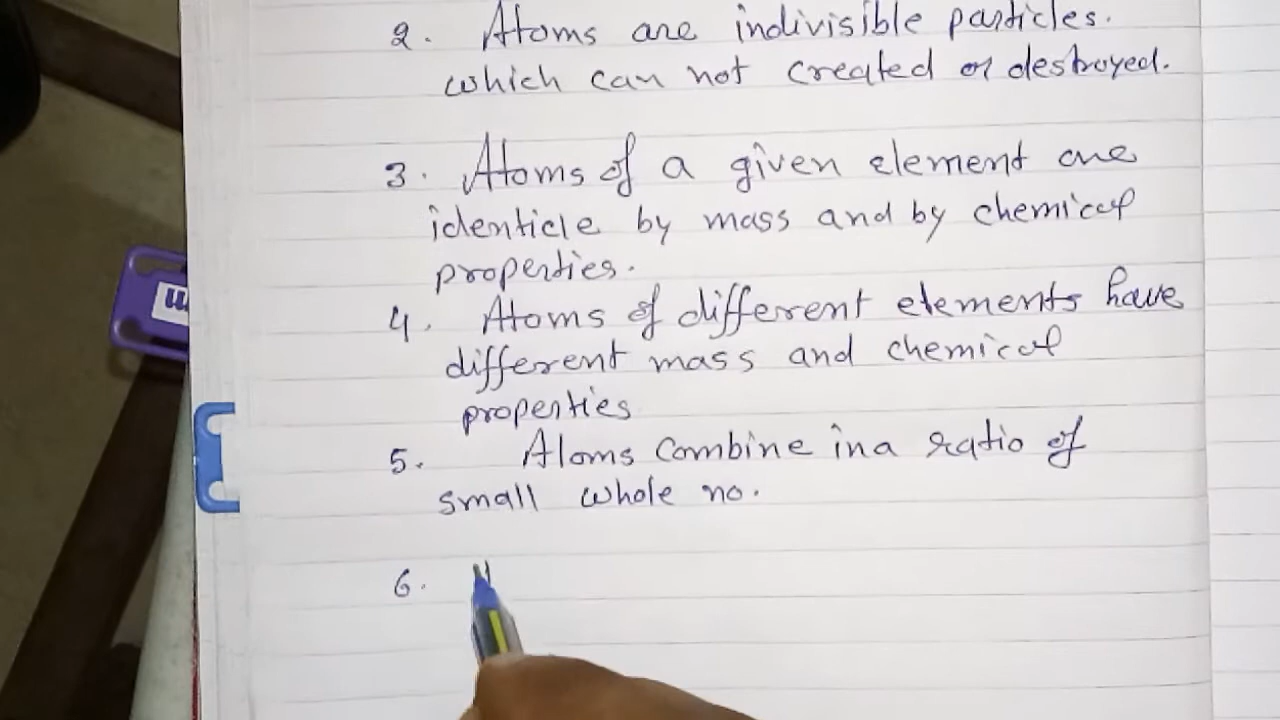 2. Atoms are indivisible particles.
which can not created or destroyed.
3. Atoms of a given element are
identicle by mass and by chemical
properties.
4. Atoms of different elements have
different mass and chemical
properties
5. Atoms combine in a ratio of
small whole no.
6.